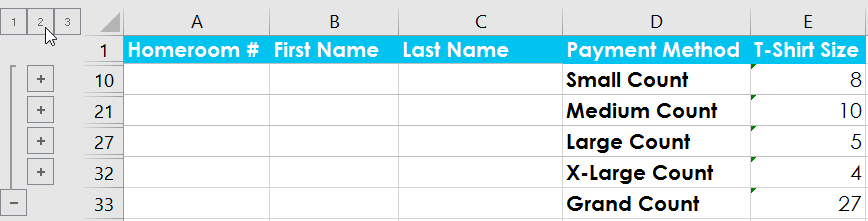 1 2 3 A B C D E
1 Homeroom # First Name Last Name Payment Method T-Shirt Size
+ 10 Small Count 8
+ 21 Medium Count 10
+ 27 Large Count 5
+ 32 X-Large Count 4
− 33 Grand Count 27